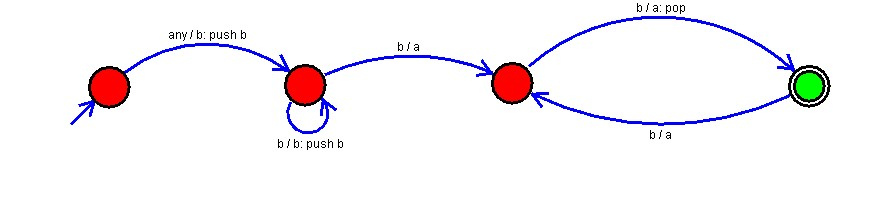 any / b: push b
b / a
b / a: pop
b / b: push b
b / a